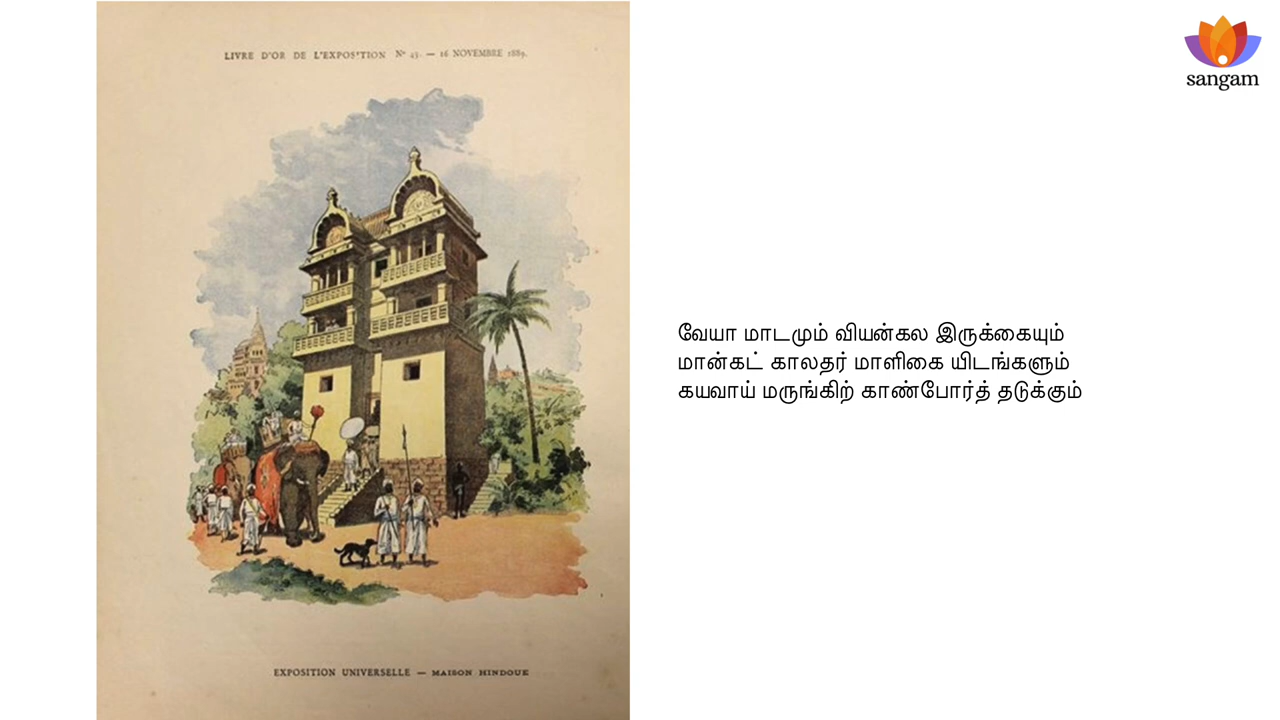 LIVRE D'OR DE L'EXPOSITION Nº 43. — 16 NOVEMBRE 1889.
EXPOSITION UNIVERSELLE — MAISON HINDOUE
வேயா மாடமும் வியன்கல இருக்கையும்
மான்கட் காலதர் மாளிகை யிடங்களும்
கயவாய் மருங்கிற் காண்போர்த் தடுக்கும்
sangam